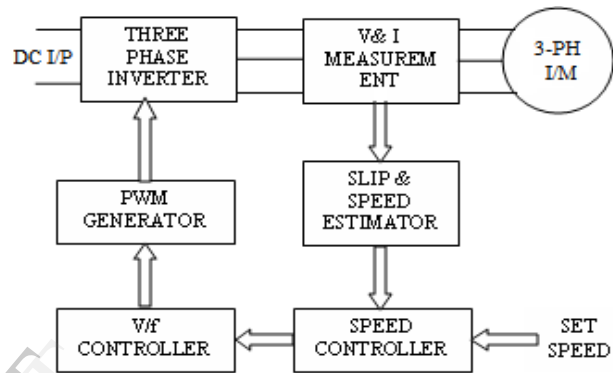 DC I/P
THREE
PHASE
INVERTER
V& I
MEASUREM
ENT
3-PH
I/M
PWM
GENERATOR
SLIP &
SPEED
ESTIMATOR
V/f
CONTROLLER
SPEED
CONTROLLER
SET
SPEED